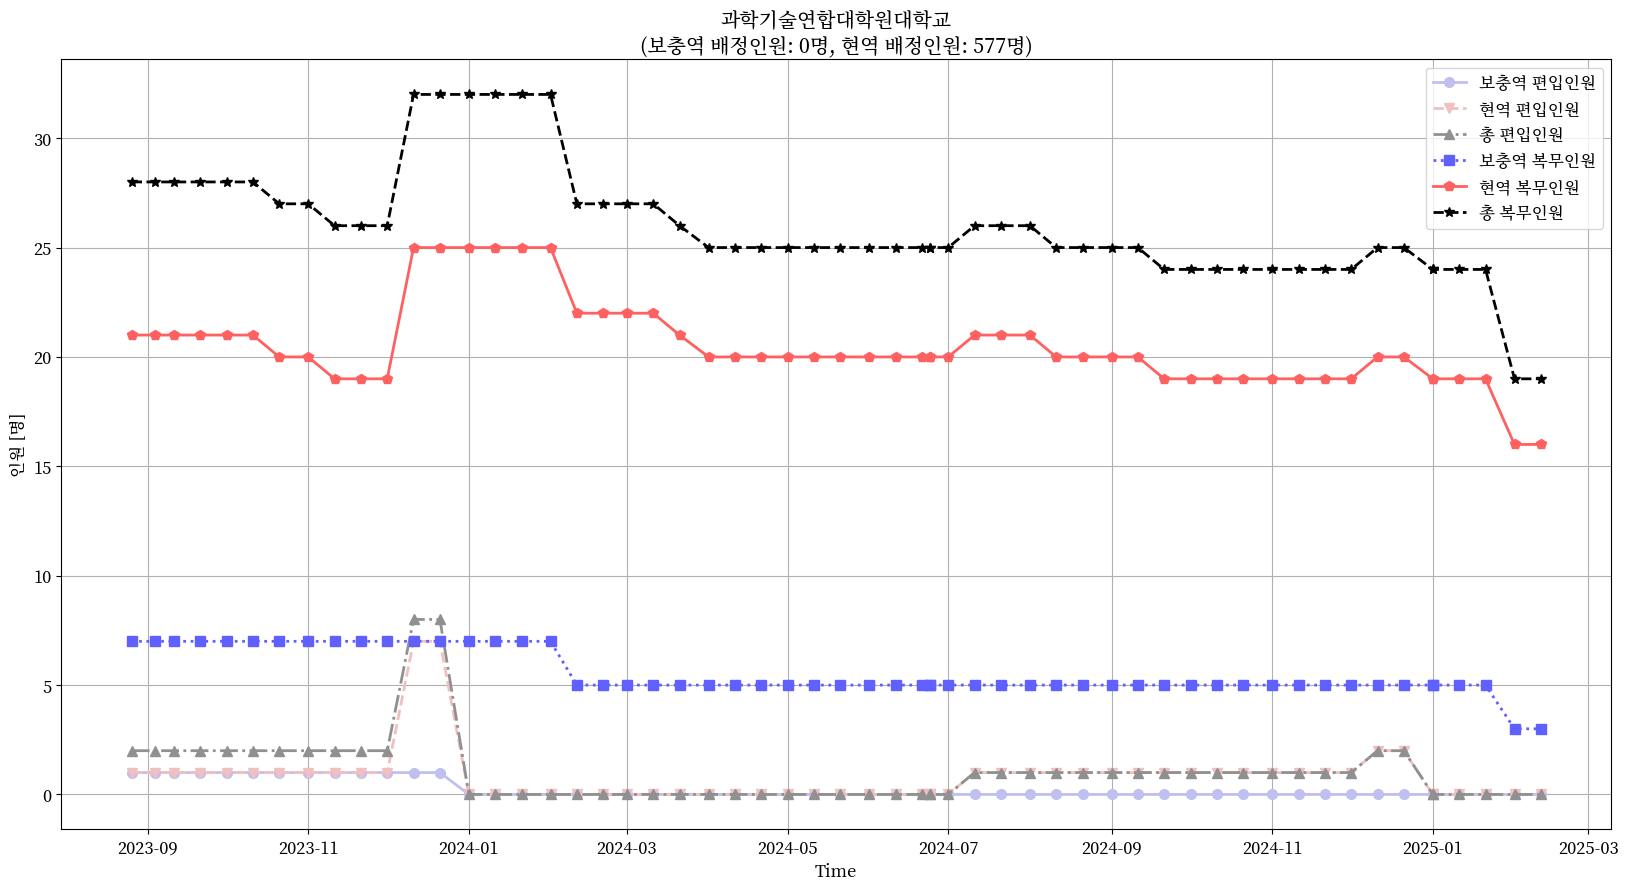 과학기술연합대학원대학교
(보충역 배정인원: 0명, 현역 배정인원: 577명)
보충역 편입인원
현역 편입인원
총 편입인원
보충역 복무인원
현역 복무인원
총 복무인원
인원 [명]
30
25
20
15
10
5
0
2023-09
2023-11
2024-01
2024-03
2024-05
2024-07
2024-09
2024-11
2025-01
2025-03
Time